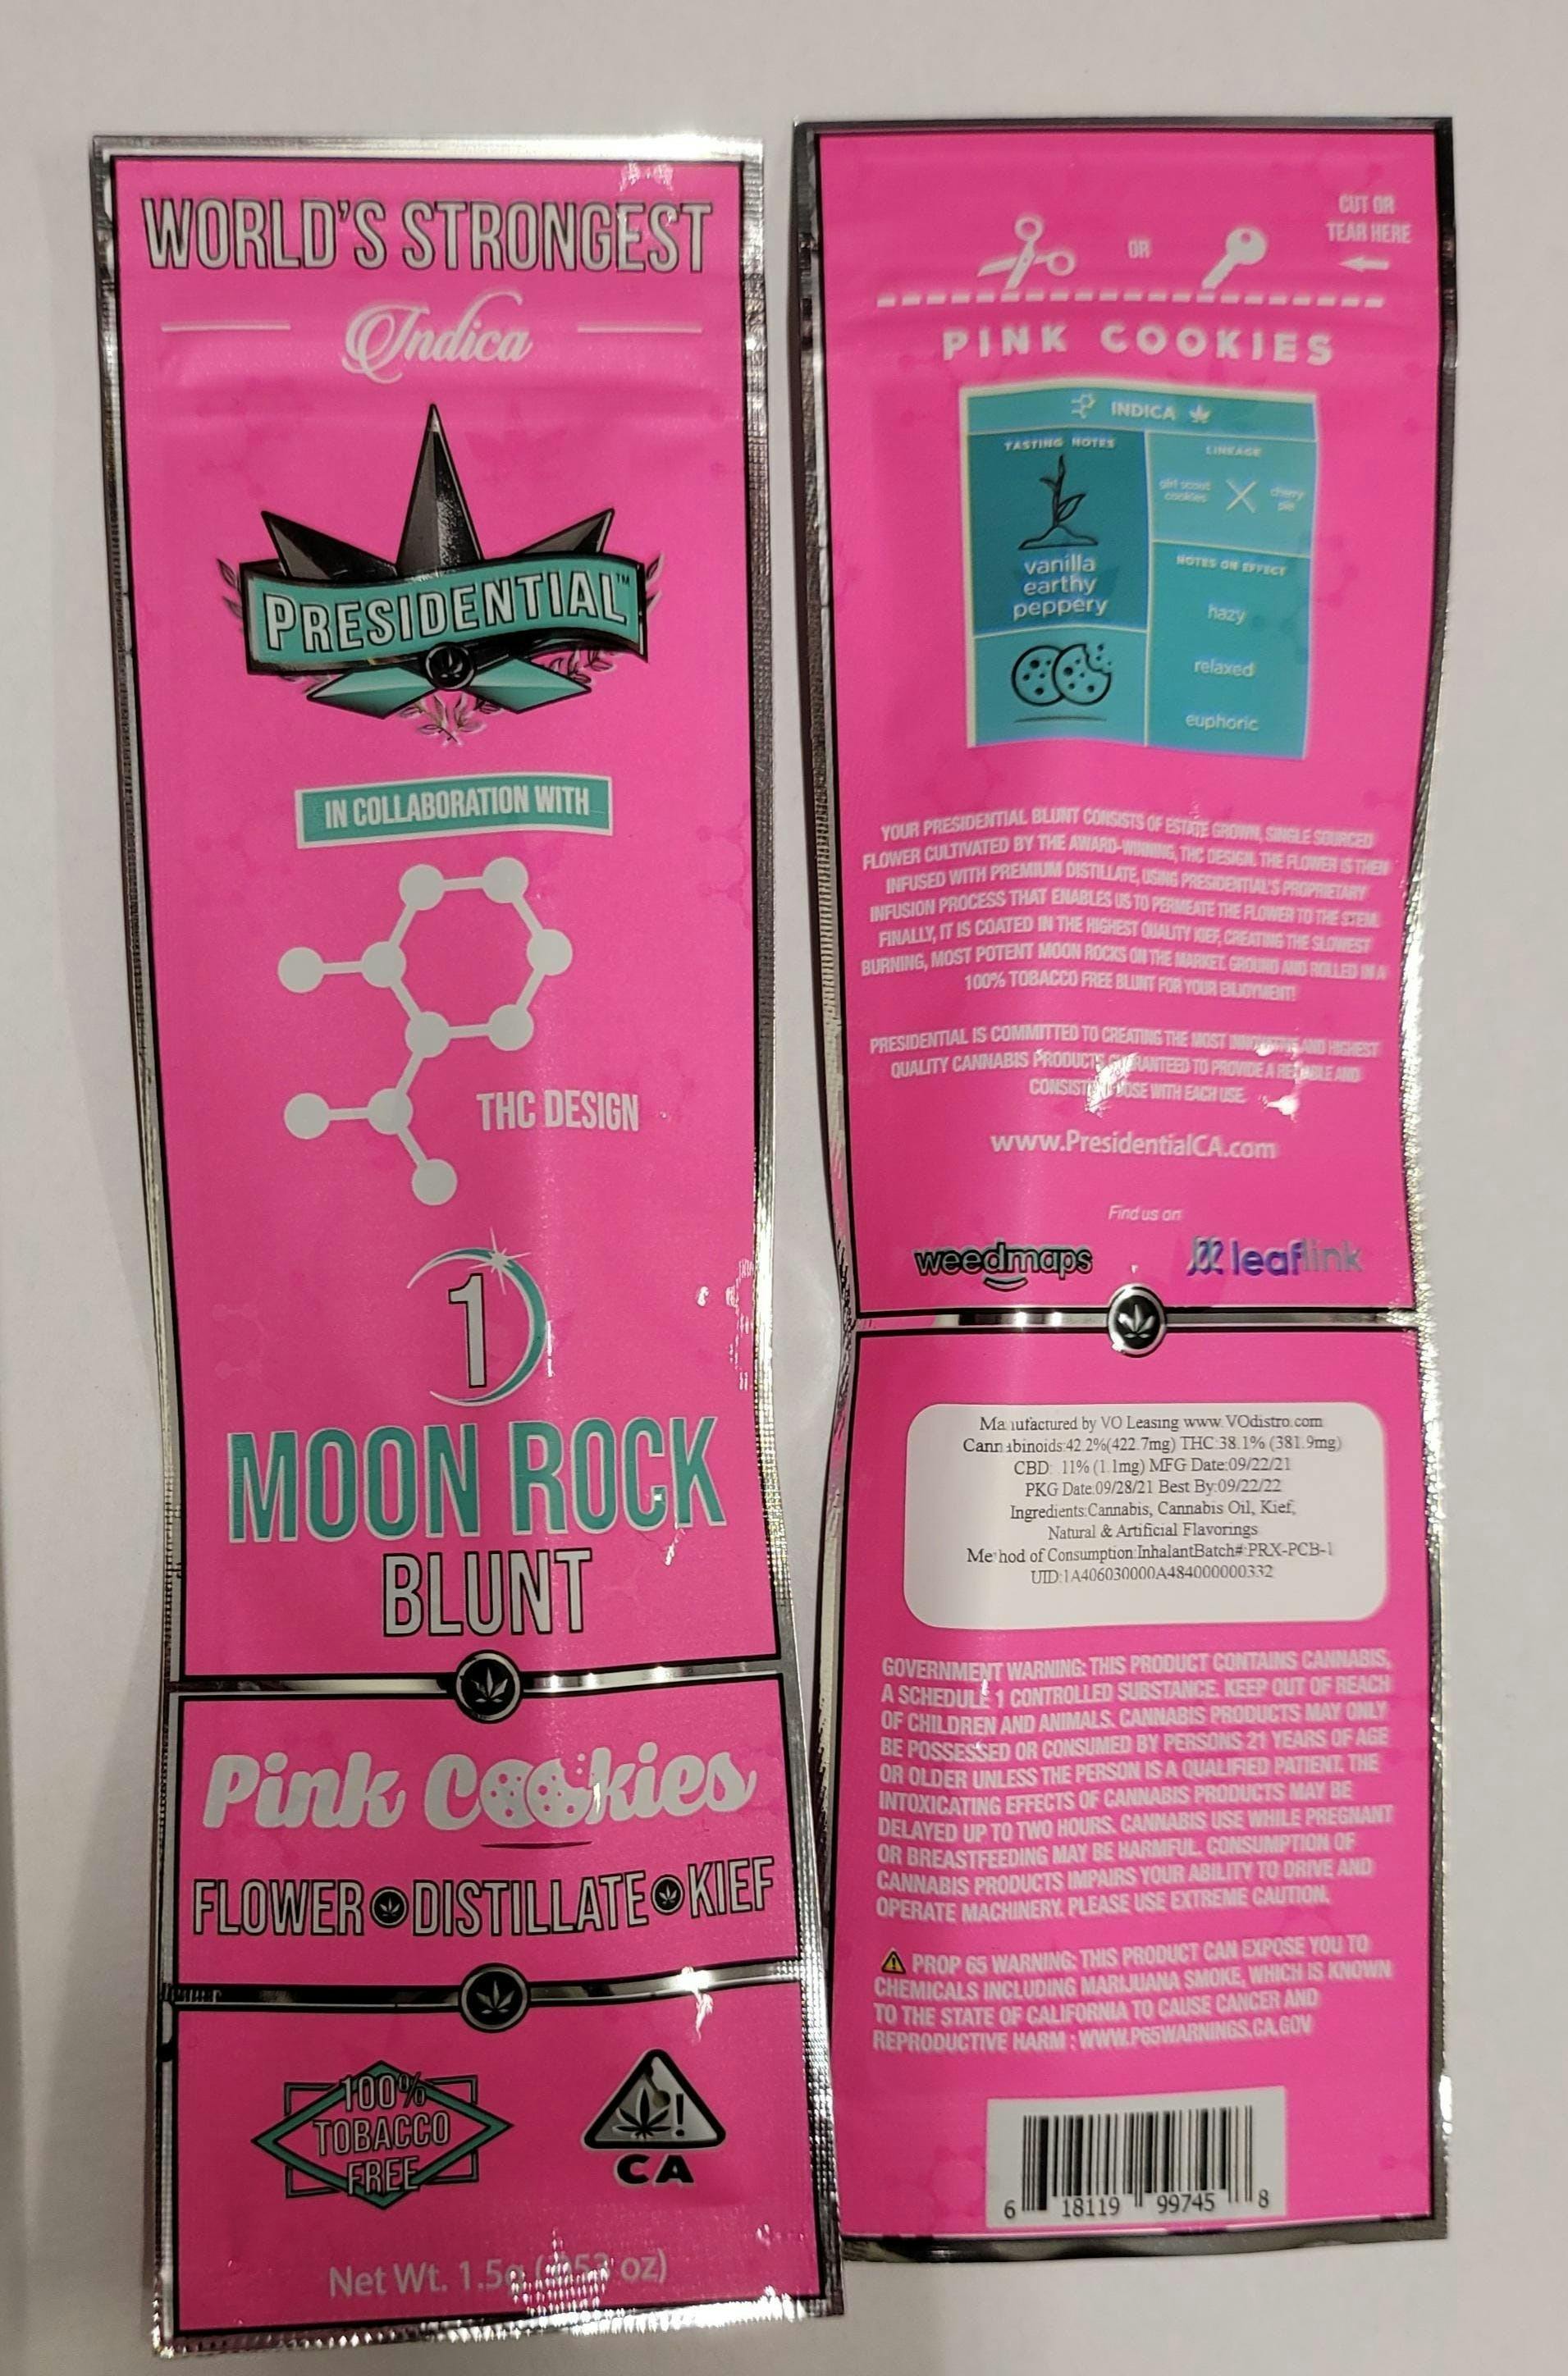 WORLD'S STRONGEST
Indica
PRESIDENTIAL™
IN COLLABORATION WITH
THC DESIGN
1
MOON ROCK
BLUNT
Pink Cookies
FLOWER DISTILLATE KIEF
100%
TOBACCO
FREE
!
CA
Net Wt. 1.5g ( oz)
CUT OR
TEAR HERE
OR
PINK COOKIES
INDICA
TASTING NOTES
vanilla
earthy
peppery
LINEAGE
girl scout
cookies
X
cherry
pie
NOTES ON EFFECT
hazy
relaxed
euphoric
YOUR PRESIDENTIAL BLUNT CONSISTS OF ESTATE GROWN, SINGLE SOURCED
FLOWER CULTIVATED BY THE AWARD-WINNING, THC DESIGN. THE FLOWER IS THEN
INFUSED WITH PREMIUM DISTILLATE, USING PRESIDENTIAL'S PROPRIETARY
INFUSION PROCESS THAT ENABLES US TO PERMEATE THE FLOWER TO THE STEM.
FINALLY, IT IS COATED IN THE HIGHEST QUALITY KIEF, CREATING THE SLOWEST
BURNING, MOST POTENT MOON ROCKS ON THE MARKET. GROUND AND ROLLED IN A
100% TOBACCO FREE BLUNT FOR YOUR ENJOYMENT!
PRESIDENTIAL IS COMMITTED TO CREATING THE MOST AND HIGHEST
QUALITY CANNABIS PRODUCTS GUARANTEED TO PROVIDE A RELIABLE AND
CONSISTENT DOSE WITH EACH USE.
www.PresidentialCA.com
Find us on
weedmaps
leaflink
Manufactured by VO Leasing www.VOdistro.com
Cannabinoids:42.2%(422.7mg) THC:38.1% (381.9mg)
CBD: .11% (1.1mg) MFG Date:09/22/21
PKG Date:09/28/21 Best By:09/22/22
Ingredients:Cannabis, Cannabis Oil, Kief,
Natural & Artificial Flavorings
Method of Consumption:InhalantBatch#:PRX-PCB-1
UID:1A406030000A484000000332
GOVERNMENT WARNING: THIS PRODUCT CONTAINS CANNABIS,
A SCHEDULE 1 CONTROLLED SUBSTANCE. KEEP OUT OF REACH
OF CHILDREN AND ANIMALS. CANNABIS PRODUCTS MAY ONLY
BE POSSESSED OR CONSUMED BY PERSONS 21 YEARS OF AGE
OR OLDER UNLESS THE PERSON IS A QUALIFIED PATIENT. THE
INTOXICATING EFFECTS OF CANNABIS PRODUCTS MAY BE
DELAYED UP TO TWO HOURS. CANNABIS USE WHILE PREGNANT
OR BREASTFEEDING MAY BE HARMFUL. CONSUMPTION OF
CANNABIS PRODUCTS IMPAIRS YOUR ABILITY TO DRIVE AND
OPERATE MACHINERY. PLEASE USE EXTREME CAUTION.
PROP 65 WARNING: THIS PRODUCT CAN EXPOSE YOU TO
CHEMICALS INCLUDING MARIJUANA SMOKE, WHICH IS KNOWN
TO THE STATE OF CALIFORNIA TO CAUSE CANCER AND
REPRODUCTIVE HARM : WWW.P65WARNINGS.CA.GOV
6 18119 99745 8